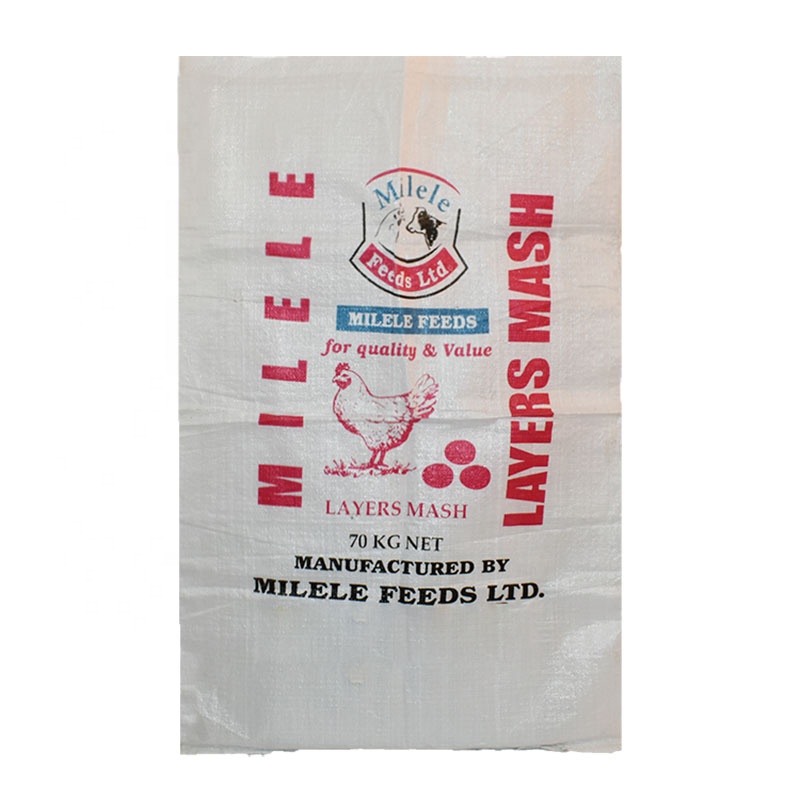 MILELE
Milele
Feeds Ltd.
MILELE FEEDS
for quality & Value
LAYERS MASH
LAYERS MASH
70 KG NET
MANUFACTURED BY
MILELE FEEDS LTD.